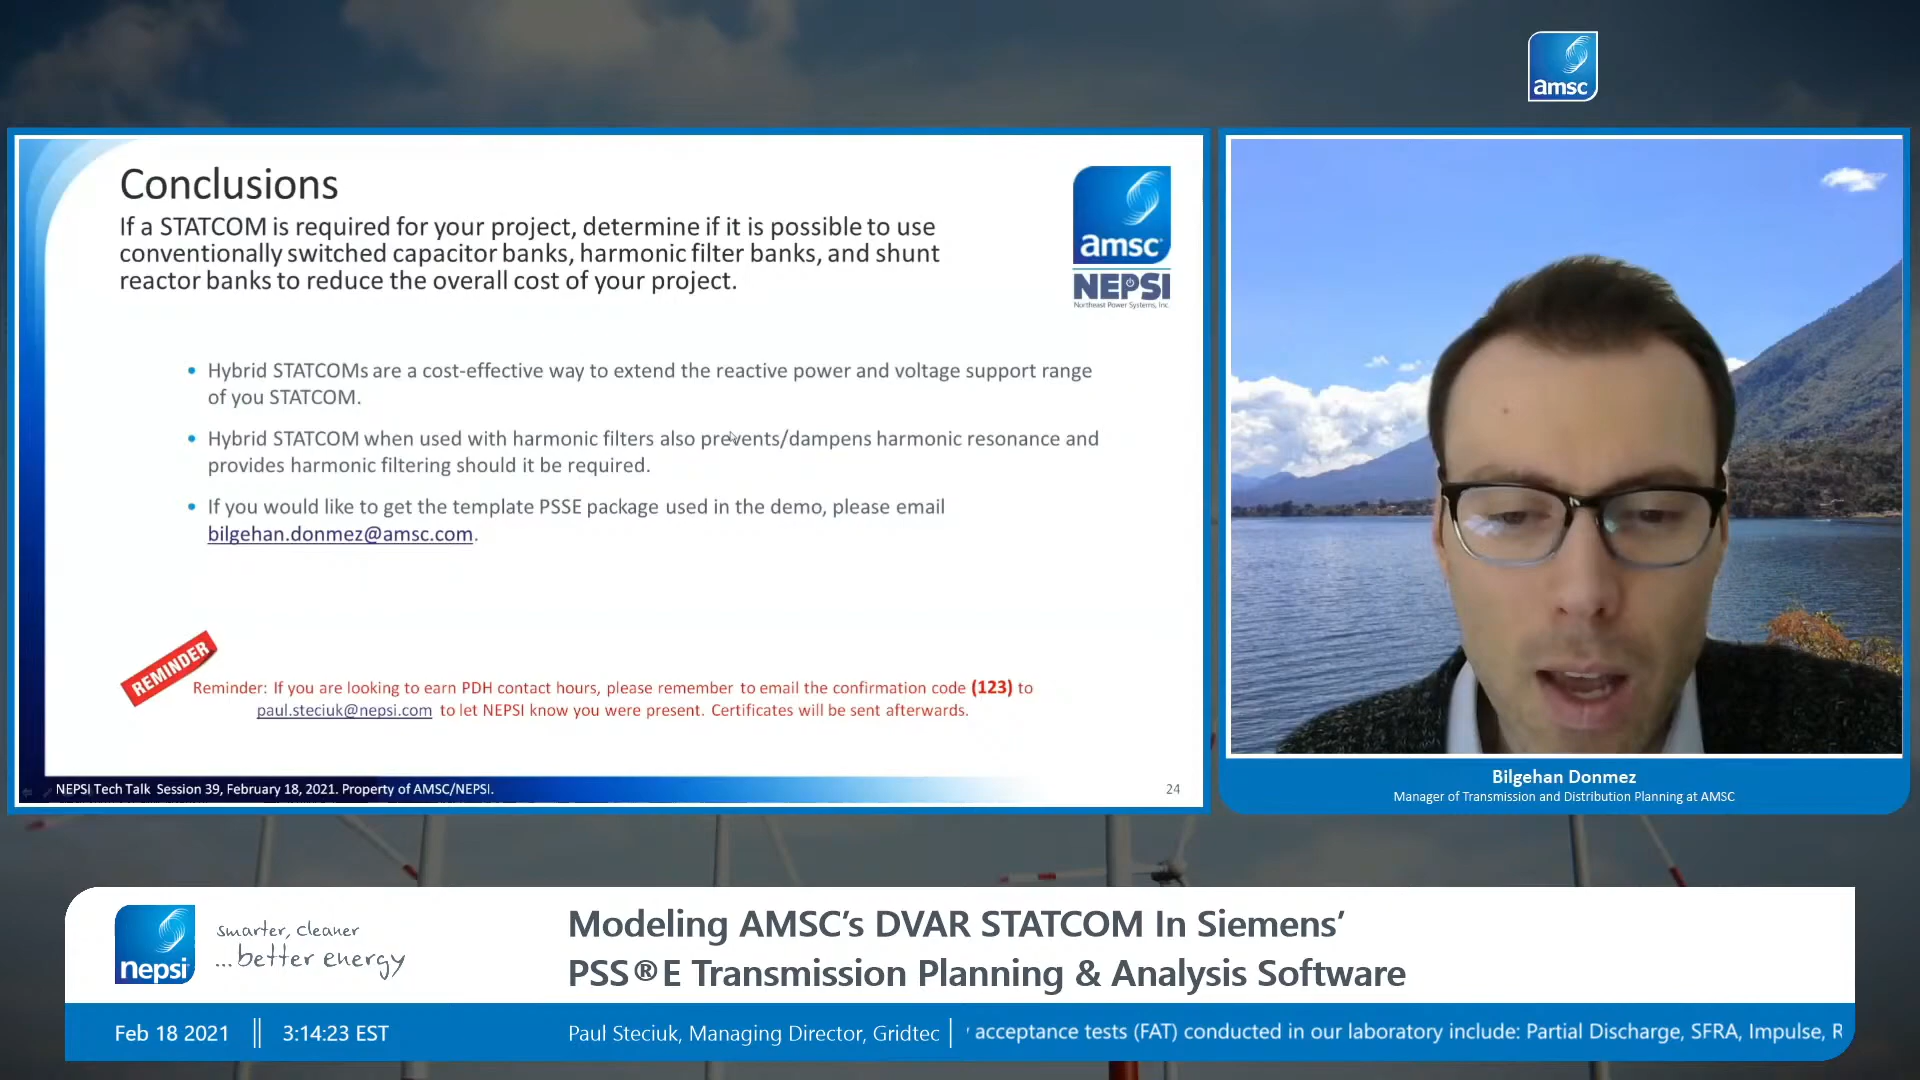 amsc
Conclusions
If a STATCOM is required for your project, determine if it is possible to use
conventionally switched capacitor banks, harmonic filter banks, and shunt
reactor banks to reduce the overall cost of your project.
amsc
NEPSI
Northeast Power Systems, Inc.
• Hybrid STATCOMs are a cost-effective way to extend the reactive power and voltage support range
of you STATCOM.
• Hybrid STATCOM when used with harmonic filters also prevents/dampens harmonic resonance and
provides harmonic filtering should it be required.
• If you would like to get the template PSSE package used in the demo, please email
bilgehan.donmez@amsc.com.
REMINDER
Reminder: If you are looking to earn PDH contact hours, please remember to email the confirmation code (123) to
paul.steciuk@nepsi.com to let NEPSI know you were present. Certificates will be sent afterwards.
NEPSI Tech Talk Session 39, February 18, 2021. Property of AMSC/NEPSI.
24
Bilgehan Donmez
Manager of Transmission and Distribution Planning at AMSC
nepsi
smarter, cleaner
...better energy
Modeling AMSC’s DVAR STATCOM In Siemens’
PSS®E Transmission Planning & Analysis Software
Feb 18 2021 || 3:14:23 EST
Paul Steciuk, Managing Director, Gridtec | acceptance tests (FAT) conducted in our laboratory include: Partial Discharge, SFRA, Impulse, R